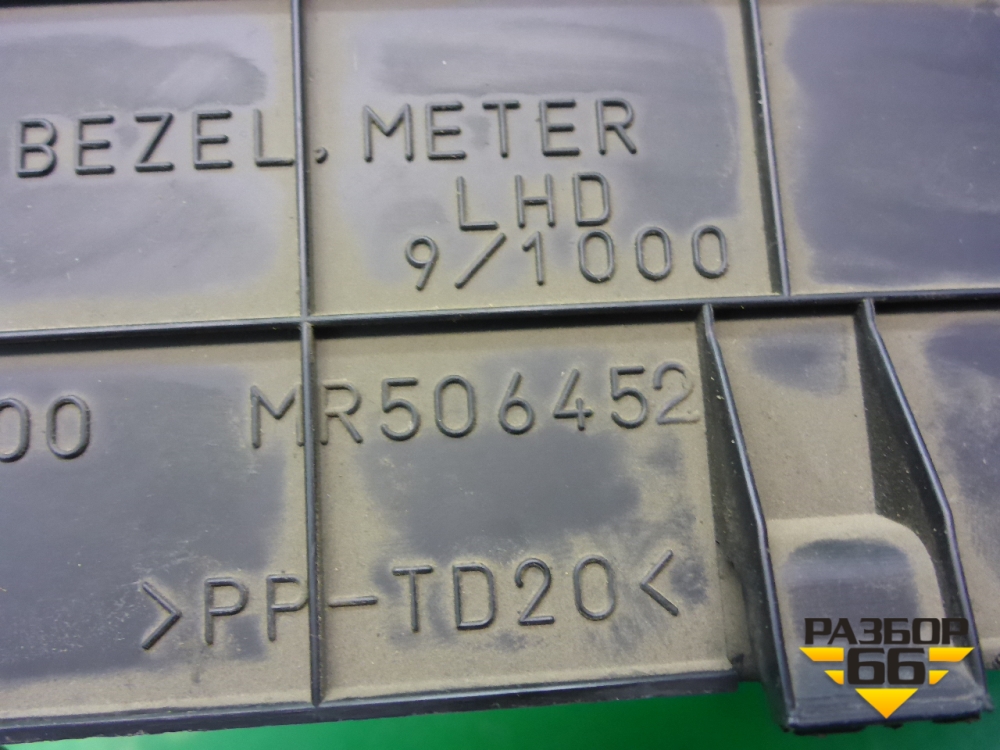 BEZEL, METER
LHD
9/1000
00 MR506452
>PP-TD20<
РАЗБОР
66